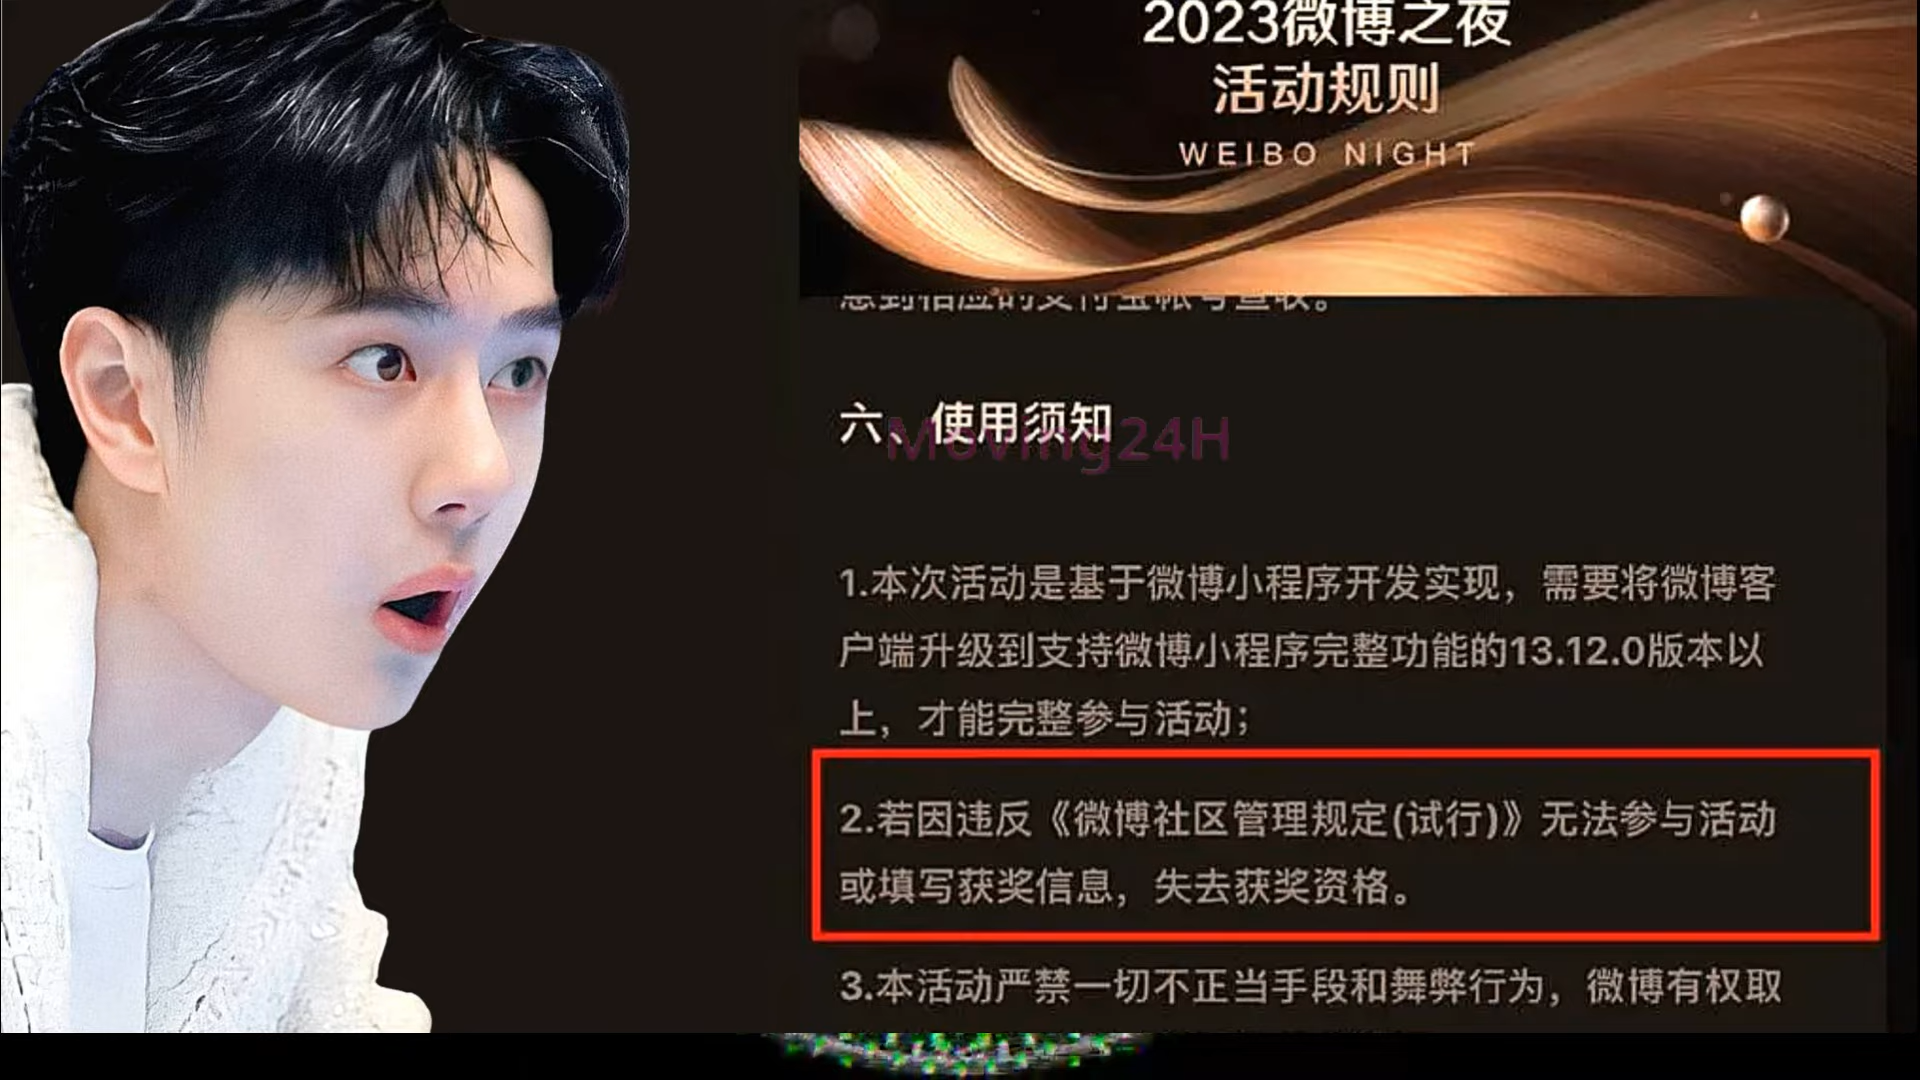 2023微博之夜
活动规则
WEIBO NIGHT
六、使用须知
Moving24H
1.本次活动是基于微博小程序开发实现，需要将微博客
户端升级到支持微博小程序完整功能的13.12.0版本以
上，才能完整参与活动；
2.若因违反《微博社区管理规定(试行)》无法参与活动
或填写获奖信息，失去获奖资格。
3.本活动严禁一切不正当手段和舞弊行为，微博有权取